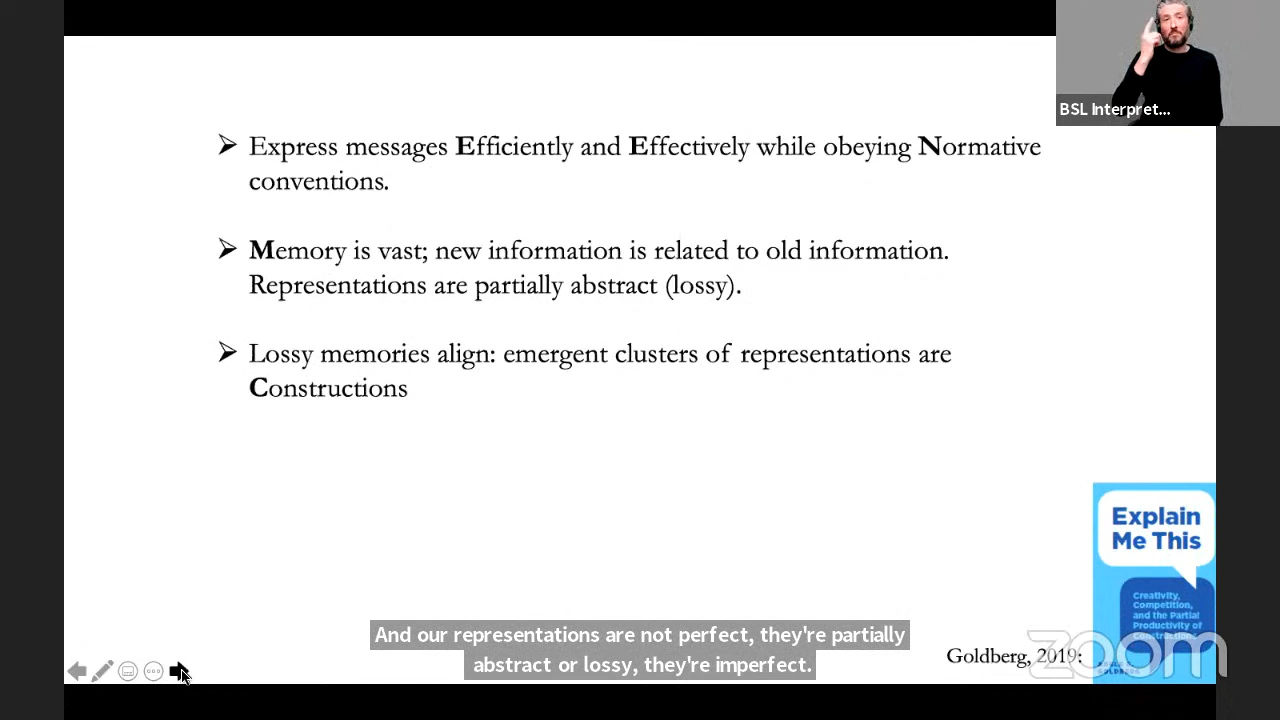 BSL Interpret...
➢ Express messages Efficiently and Effectively while obeying Normative
conventions.
➢ Memory is vast; new information is related to old information.
Representations are partially abstract (lossy).
➢ Lossy memories align: emergent clusters of representations are
Constructions
Explain
Me This
Creativity,
Competition,
and the Partial
Productivity of
Constructions
GOLDBERG
Goldberg, 2019:
zoom
And our representations are not perfect, they're partially
abstract or lossy, they're imperfect.